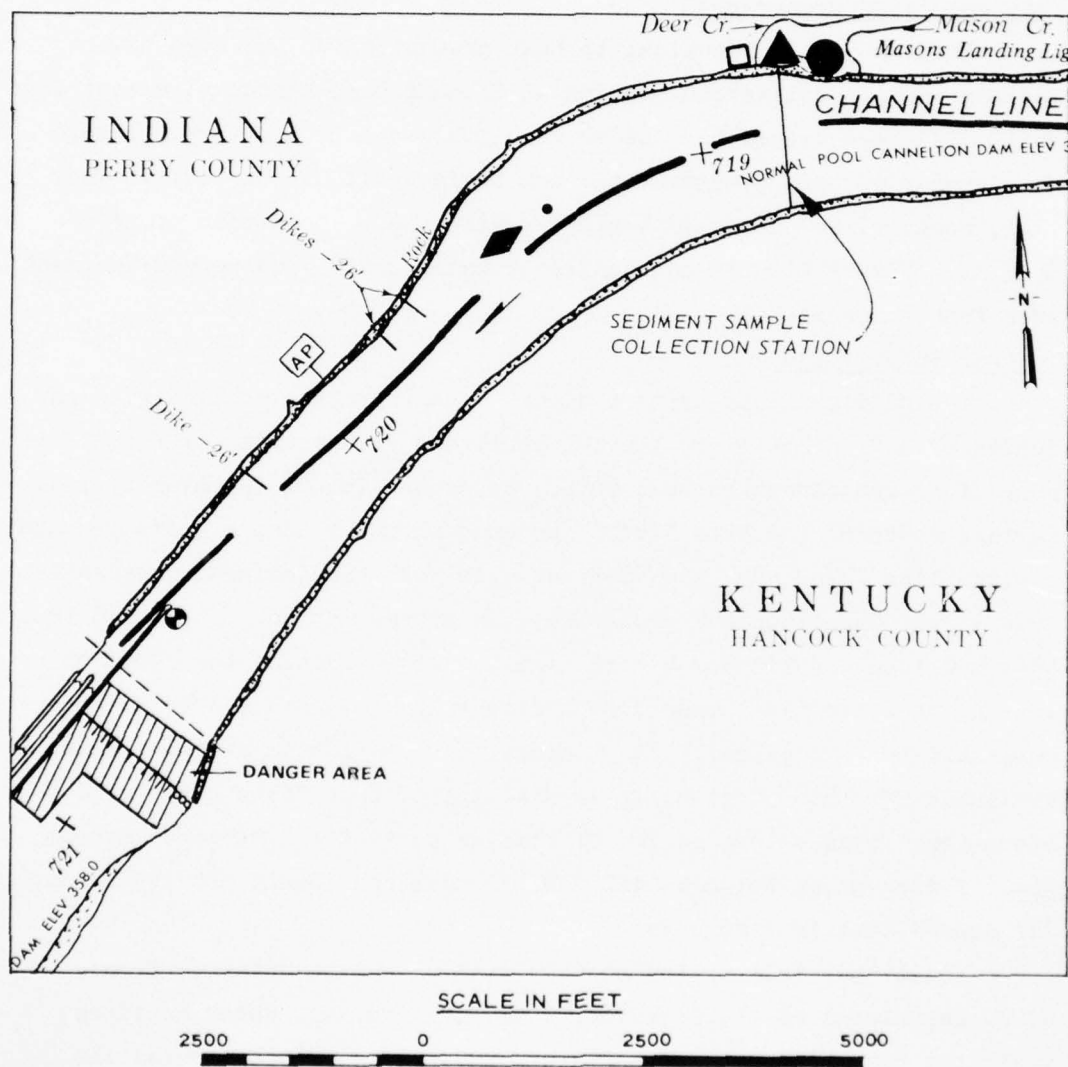 Deer Cr.
Mason Cr.
Masons Landing Lig
CHANNEL LINE
INDIANA
PERRY COUNTY
719
NORMAL POOL CANNELTON DAM ELEV 3
Dikes -26'
Rock
-N-
SEDIMENT SAMPLE
COLLECTION STATION
AP
Dike -26'
720
KENTUCKY
HANCOCK COUNTY
DANGER AREA
721
DAM ELEV 358.0
SCALE IN FEET
2500 0 2500 5000